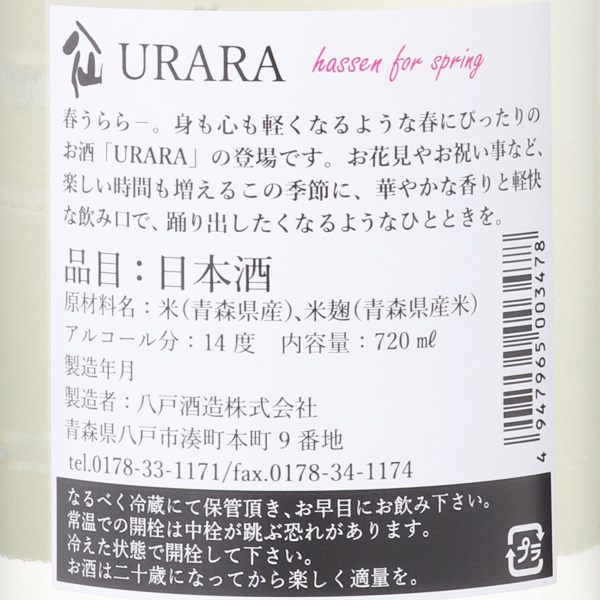 八仙 URARA hassen for spring
春うらら－。身も心も軽くなるような春にぴったりの
お酒「URARA」の登場です。お花見やお祝い事など、
楽しい時間も増えるこの季節に、華やかな香りと軽快
な飲み口で、踊り出したくなるようなひとときを。
品目：日本酒
原材料名：米（青森県産）、米麹（青森県産米）
アルコール分：14度　内容量：720㎖
製造年月
製造者：八戸酒造株式会社
青森県八戸市湊町本町9番地
tel.0178-33-1171/fax.0178-34-1174
4947965003478
なるべく冷蔵にて保管頂き、お早目にお飲み下さい。
常温での開栓は中栓が跳ぶ恐れがあります。
冷えた状態で開栓して下さい。
お酒は二十歳になってから楽しく適量を。
プラ